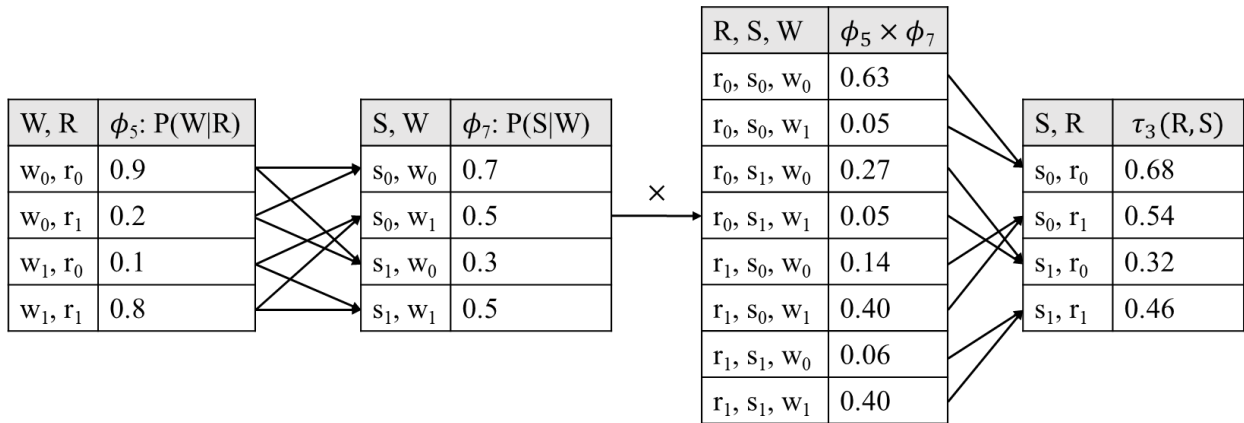 W, R ϕ₅: P(W|R)
w₀, r₀ 0.9
w₀, r₁ 0.2
w₁, r₀ 0.1
w₁, r₁ 0.8
S, W ϕ₇: P(S|W)
s₀, w₀ 0.7
s₀, w₁ 0.5
s₁, w₀ 0.3
s₁, w₁ 0.5
×
R, S, W ϕ₅ × ϕ₇
r₀, s₀, w₀ 0.63
r₀, s₀, w₁ 0.05
r₀, s₁, w₀ 0.27
r₀, s₁, w₁ 0.05
r₁, s₀, w₀ 0.14
r₁, s₀, w₁ 0.40
r₁, s₁, w₀ 0.06
r₁, s₁, w₁ 0.40
S, R τ₃(R, S)
s₀, r₀ 0.68
s₀, r₁ 0.54
s₁, r₀ 0.32
s₁, r₁ 0.46